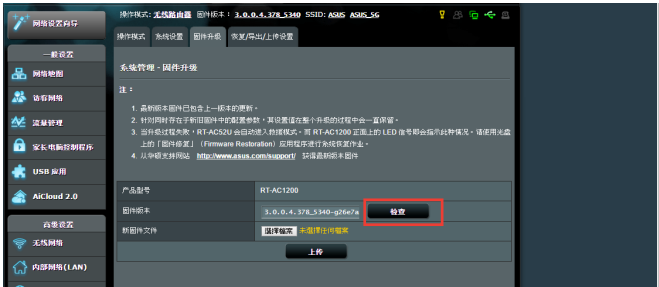 网络设置向导
操作模式: 无线路由器 固件版本: 3.0.0.4.378_5340 SSID: ASUS ASUS_5G
操作模式 系统设置 固件升级 恢复/导出/上传设置
一般设置
网络地图
访客网络
流量管理
家长电脑控制程序
USB 应用
AiCloud 2.0
高级设置
无线网络
内部网络(LAN)
系统管理 - 固件升级
注:
1. 最新版本固件已包含上一版本的更新。
2. 针对同时存在于新旧固件中的配置参数，其设置值在整个升级的过程中会一直保留。
3. 当升级过程失败，RT-AC52U 会自动进入救援模式。而 RT-AC1200 正面上的 LED 信号即会指示此种情况。请使用光盘
上的「固件修复」（Firmware Restoration）应用程序进行系统恢复作业。
4. 从华硕支持网站 http://www.asus.com/support/ 获得最新版本固件
产品型号 RT-AC1200
固件版本 3.0.0.4.378_5340-g26e7a 检查
新固件文件 選擇檔案 未選擇任何檔案
上传